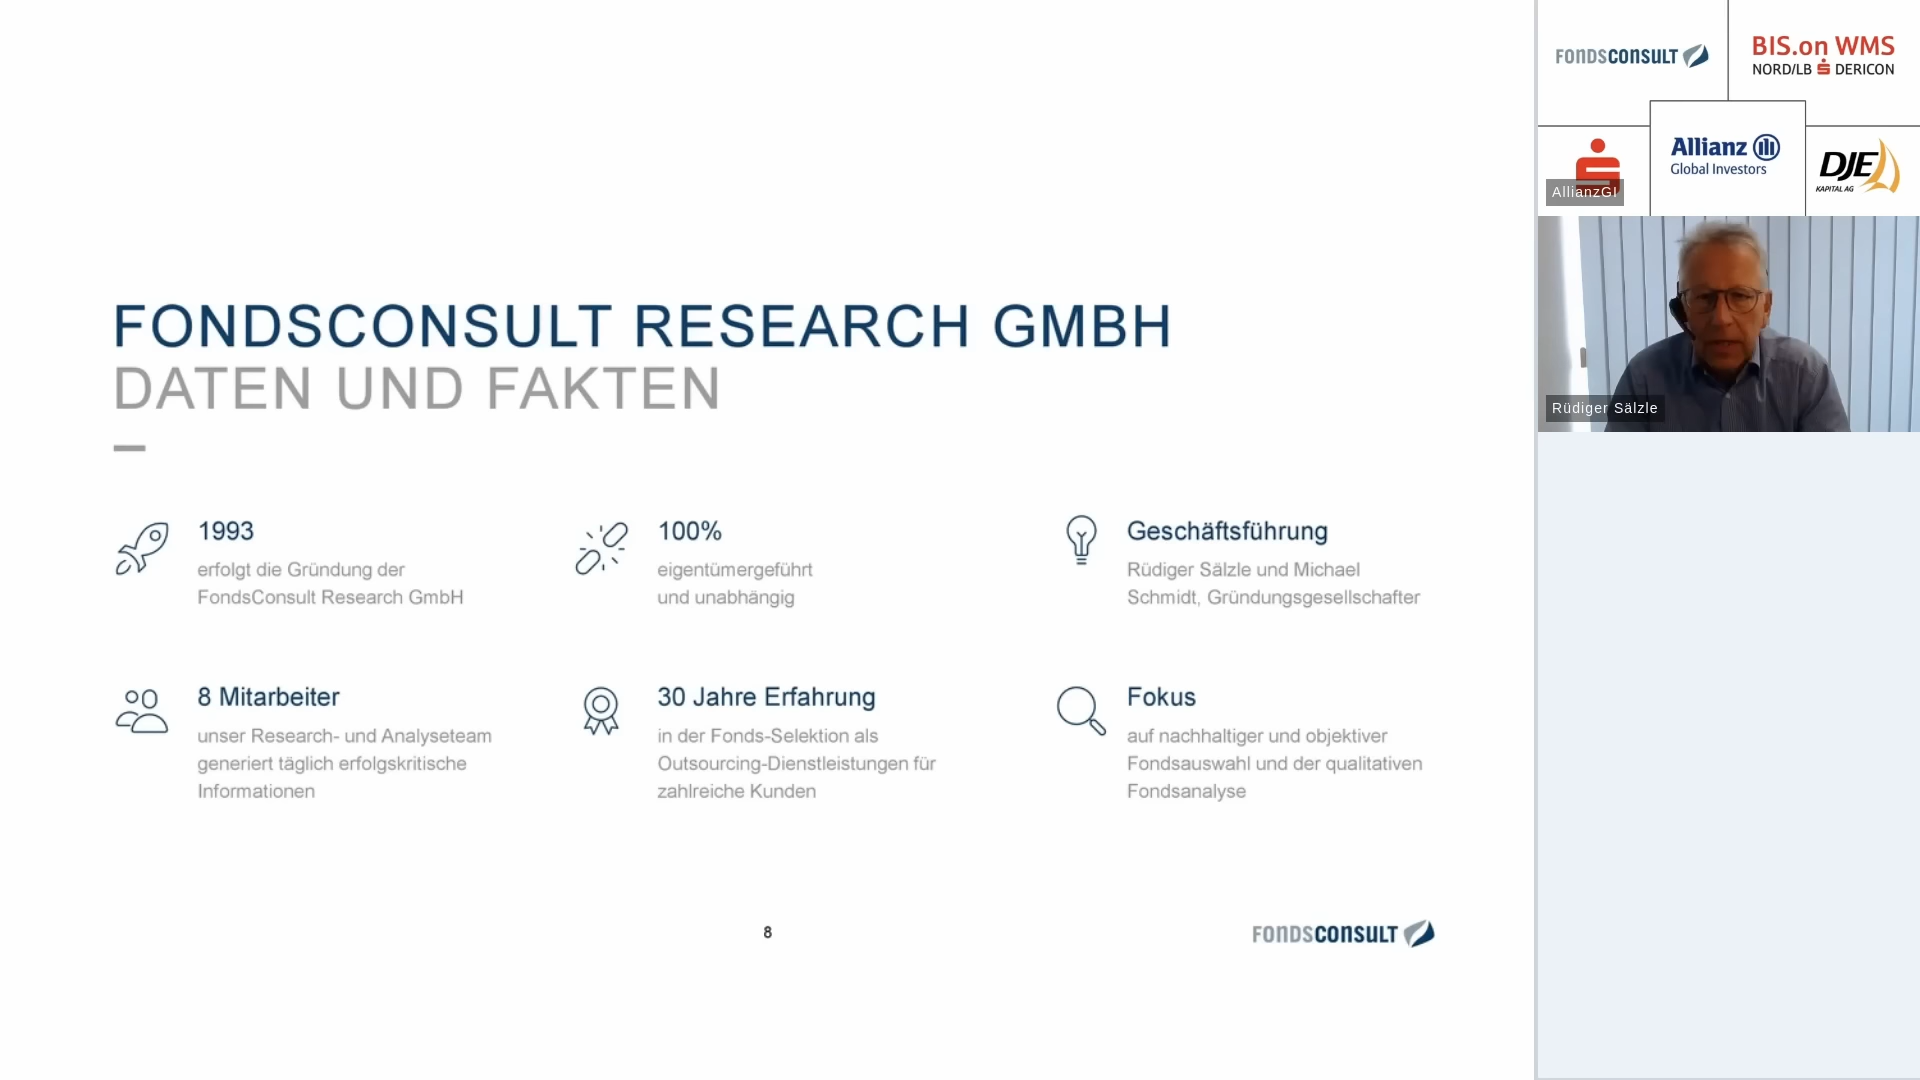 FONDSCONSULT RESEARCH GMBH
DATEN UND FAKTEN
1993
erfolgt die Gründung der
FondsConsult Research GmbH
100%
eigentümergeführt
und unabhängig
Geschäftsführung
Rüdiger Sälzle und Michael
Schmidt, Gründungsgesellschafter
8 Mitarbeiter
unser Research- und Analyseteam
generiert täglich erfolgskritische
Informationen
30 Jahre Erfahrung
in der Fonds-Selektion als
Outsourcing-Dienstleistungen für
zahlreiche Kunden
Fokus
auf nachhaltiger und objektiver
Fondsauswahl und der qualitativen
Fondsanalyse
8
FONDSCONSULT
FONDSCONSULT
BIS.on WMS
NORD/LB DERICON
AllianzGI
Allianz
Global Investors
DJE
KAPITAL AG
Rüdiger Sälzle